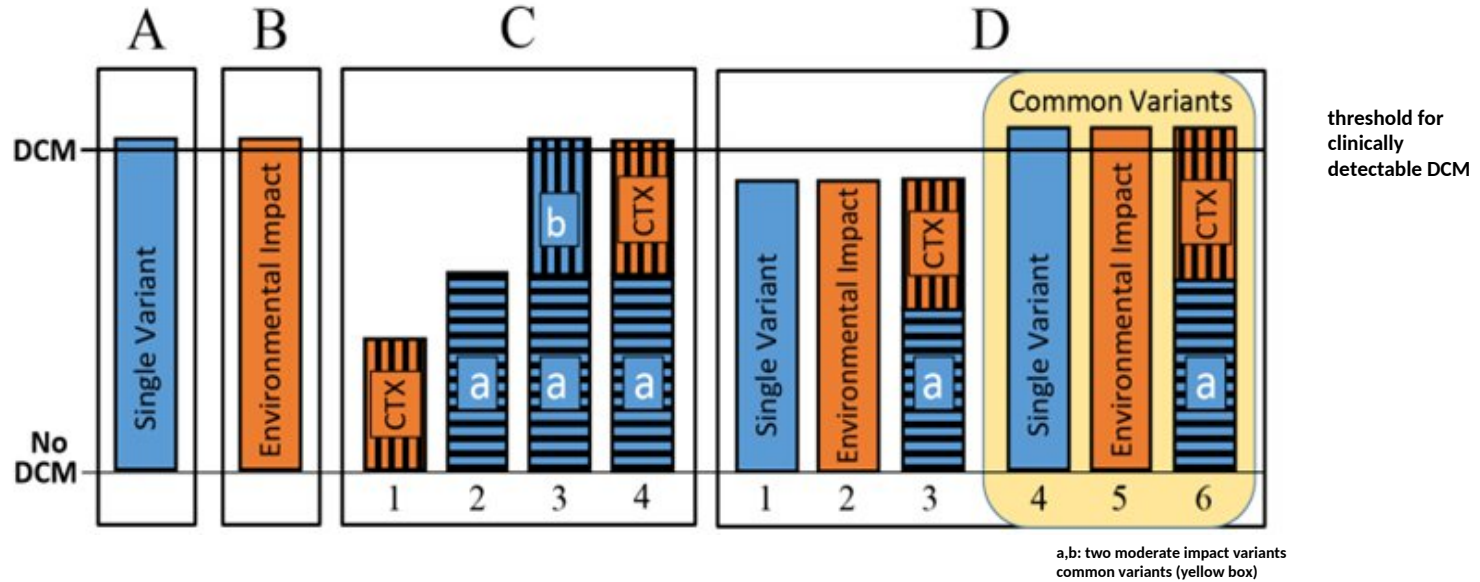 A
B
C
D
Common Variants
threshold for
clinically
detectable DCM
DCM
No
DCM
Single Variant
Environmental Impact
CTX
a
b
a
CTX
a
Single Variant
Environmental Impact
CTX
a
Single Variant
Environmental Impact
CTX
a
1
2
3
4
1
2
3
4
5
6
a,b: two moderate impact variants
common variants (yellow box)